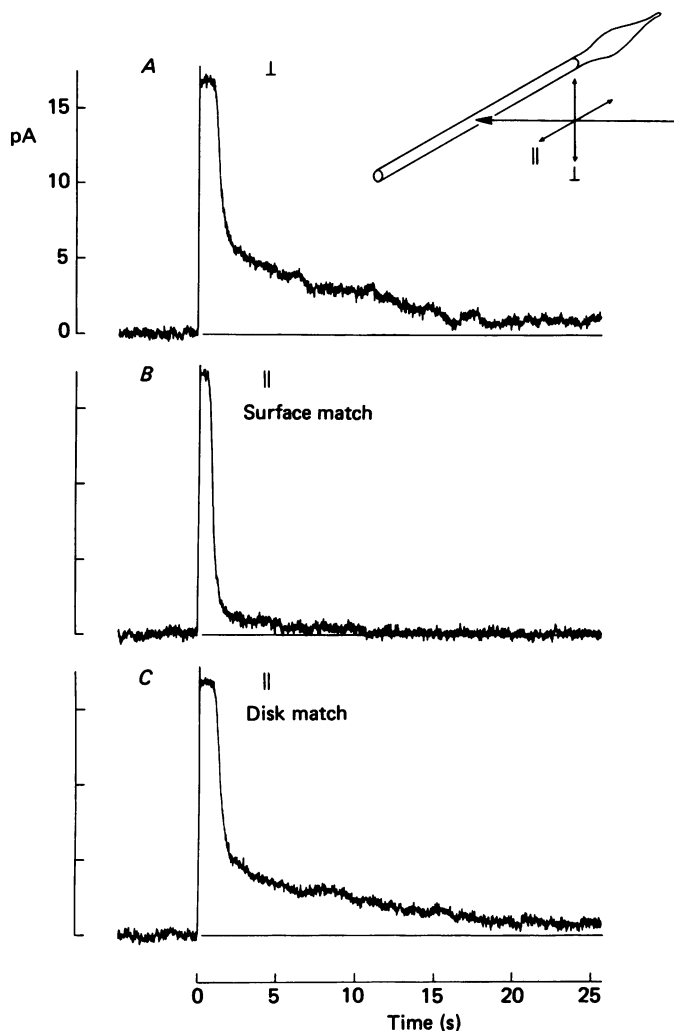 A
⊥
15
pA
10
5
0
∥
⊥
B
∥
Surface match
C
∥
Disk match
0 5 10 15 20 25
Time (s)